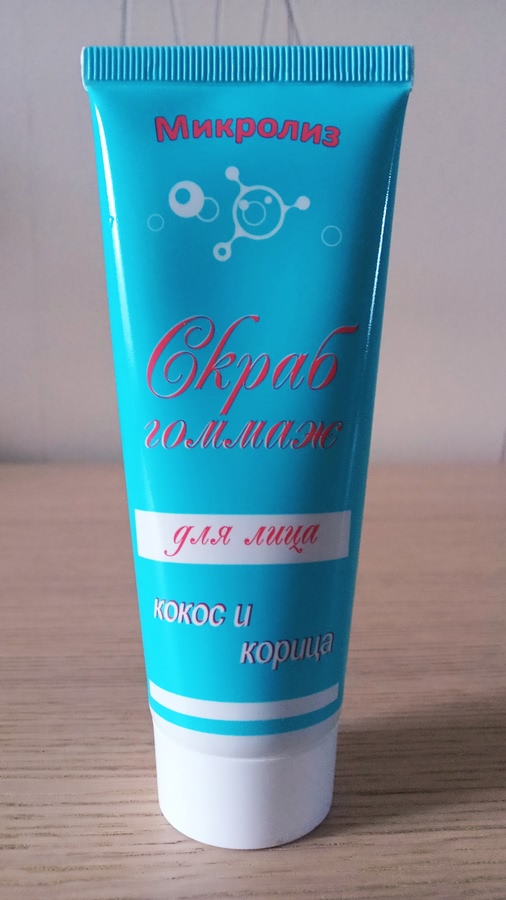 Микролиз
Скраб
гоммаж
для лица
кокос и
корица